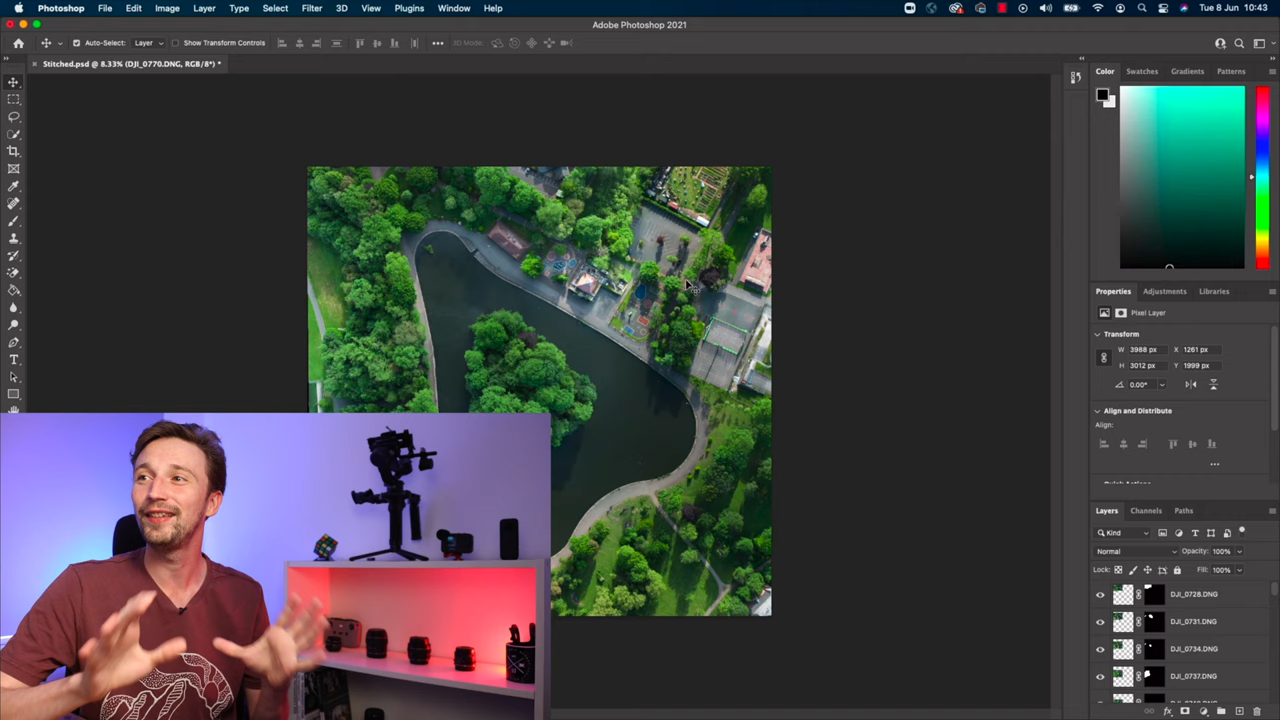 Photoshop File Edit Image Layer Type Select Filter 3D View Plugins Window Help Tue 8 Jun 10:43
Adobe Photoshop 2021
Auto-Select: Layer Show Transform Controls 3D Mode:
Stitched.psd @ 8.33% (DJI_0770.DNG, RGB/8*) *
Color Swatches Gradients Patterns
Properties Adjustments Libraries
Pixel Layer
Transform
W 3988 px X 1261 px
H 3012 px Y 1999 px
0.00°
Align and Distribute
Align:
Layers Channels Paths
Kind
Normal Opacity: 100%
Lock: Fill: 100%
DJI_0728.DNG
DJI_0731.DNG
DJI_0734.DNG
DJI_0737.DNG